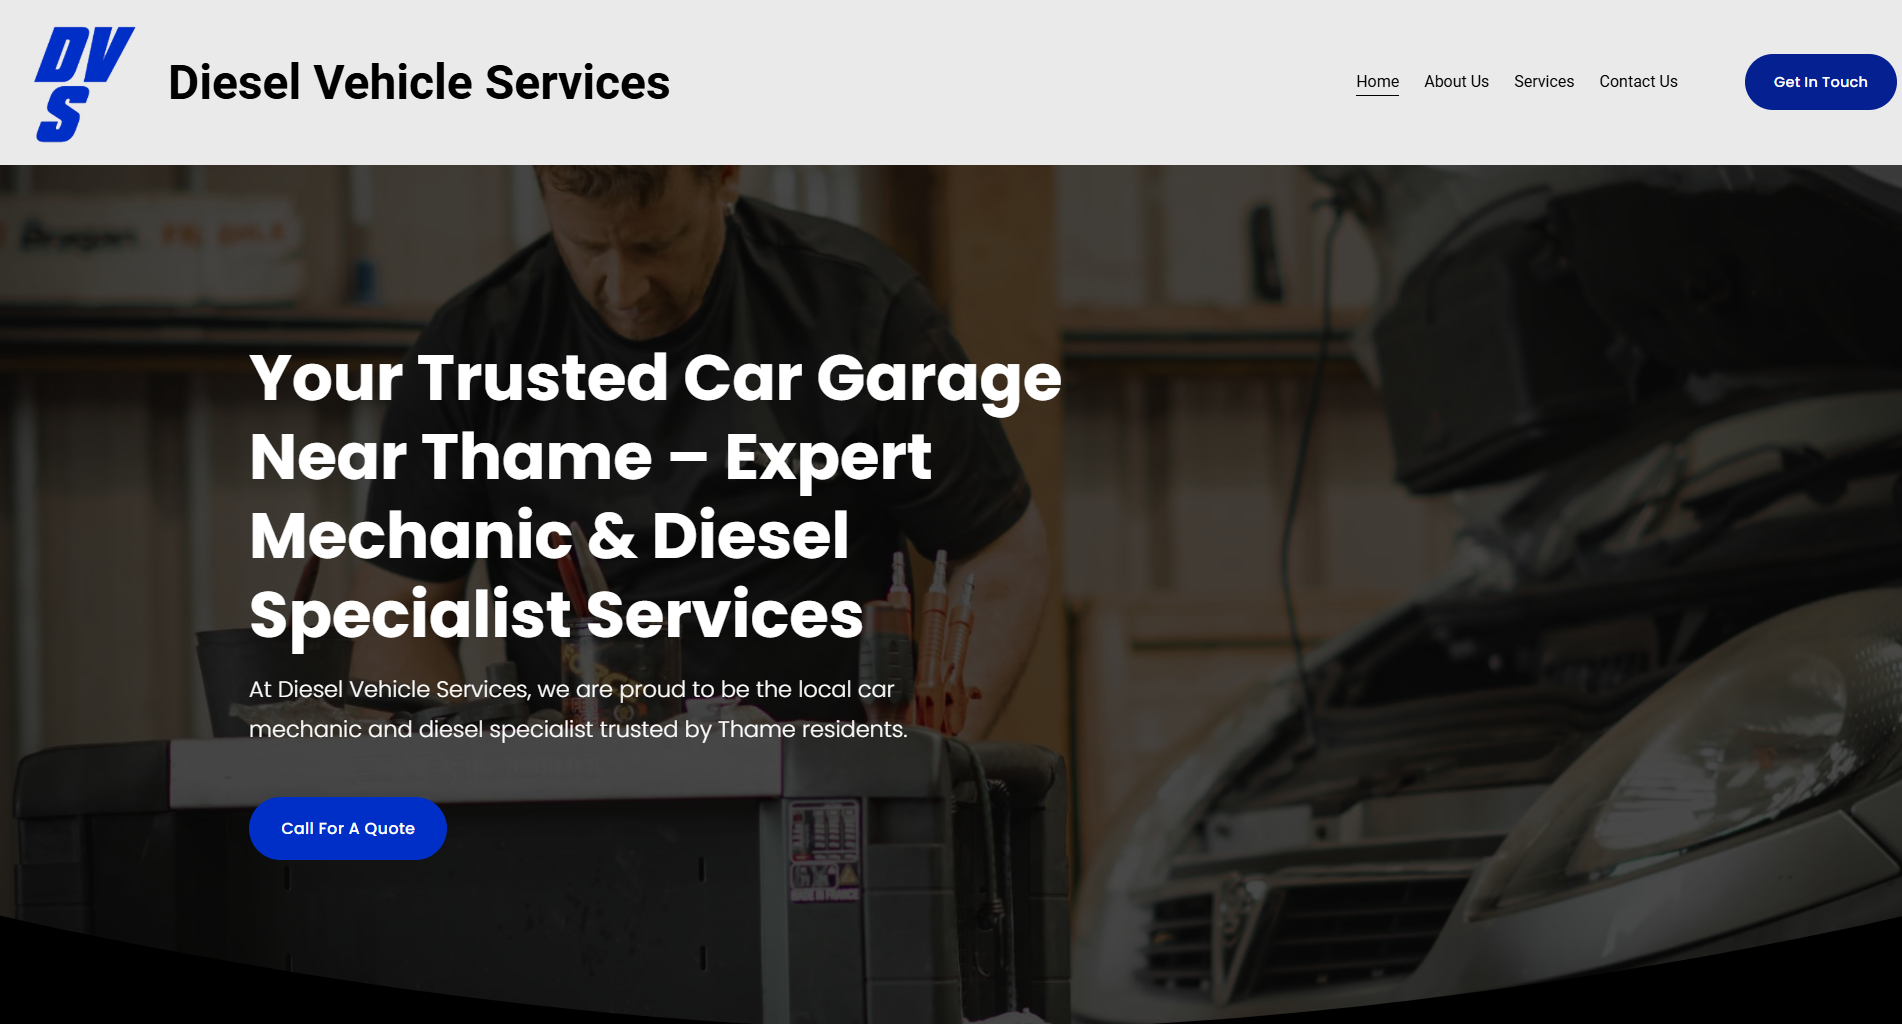 DV
S
Diesel Vehicle Services
Home
About Us
Services
Contact Us
Get In Touch
Your Trusted Car Garage
Near Thame – Expert
Mechanic & Diesel
Specialist Services
At Diesel Vehicle Services, we are proud to be the local car
mechanic and diesel specialist trusted by Thame residents.
Call For A Quote